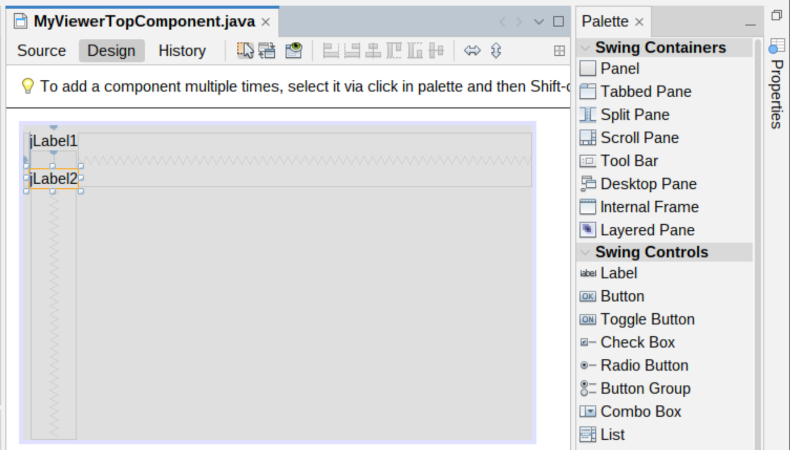 MyViewerTopComponent.java
Source Design History
To add a component multiple times, select it via click in palette and then Shift-c
jLabel1
jLabel2
Palette
Swing Containers
Panel
Tabbed Pane
Split Pane
Scroll Pane
Tool Bar
Desktop Pane
Internal Frame
Layered Pane
Swing Controls
label Label
OK Button
ON Toggle Button
Check Box
Radio Button
Button Group
Combo Box
List
Properties